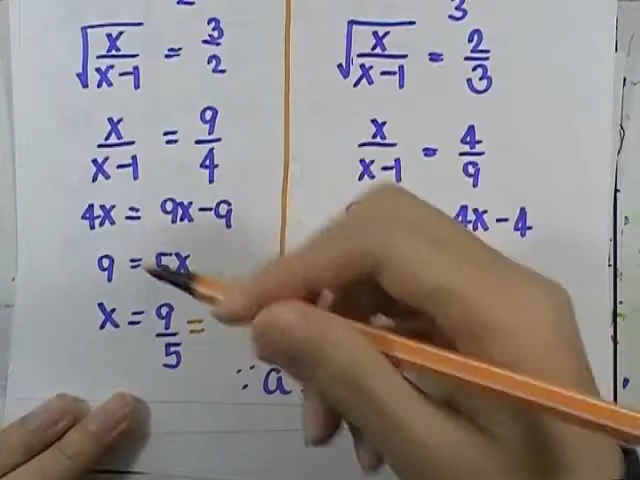 √(x/(x-1)) = 3/2
x/(x-1) = 9/4
4x = 9x-9
9 = 5x
x = 9/5 =
3
√(x/(x-1)) = 2/3
x/(x-1) = 4/9
4x-4
∵a